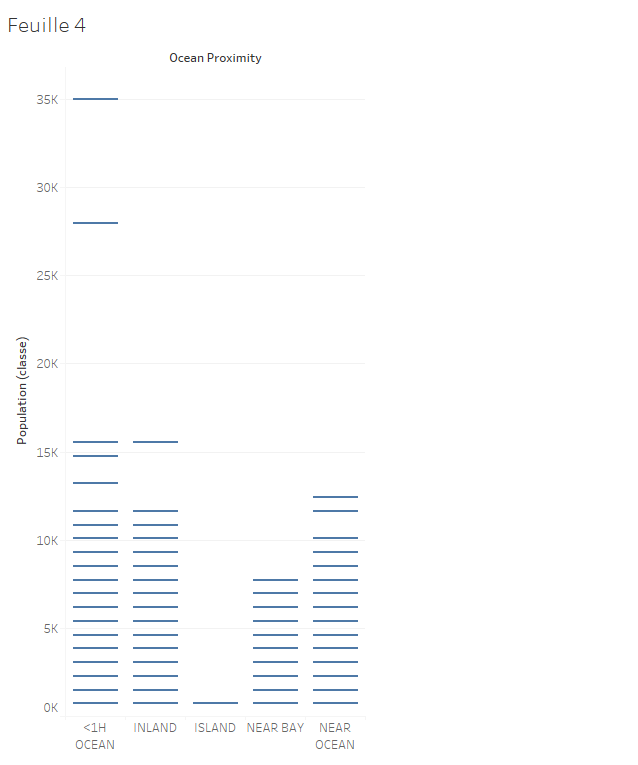 Feuille 4
Ocean Proximity
35K
30K
25K
20K
15K
10K
5K
0K
Population (classe)
<1H
OCEAN
INLAND
ISLAND
NEAR BAY
NEAR
OCEAN